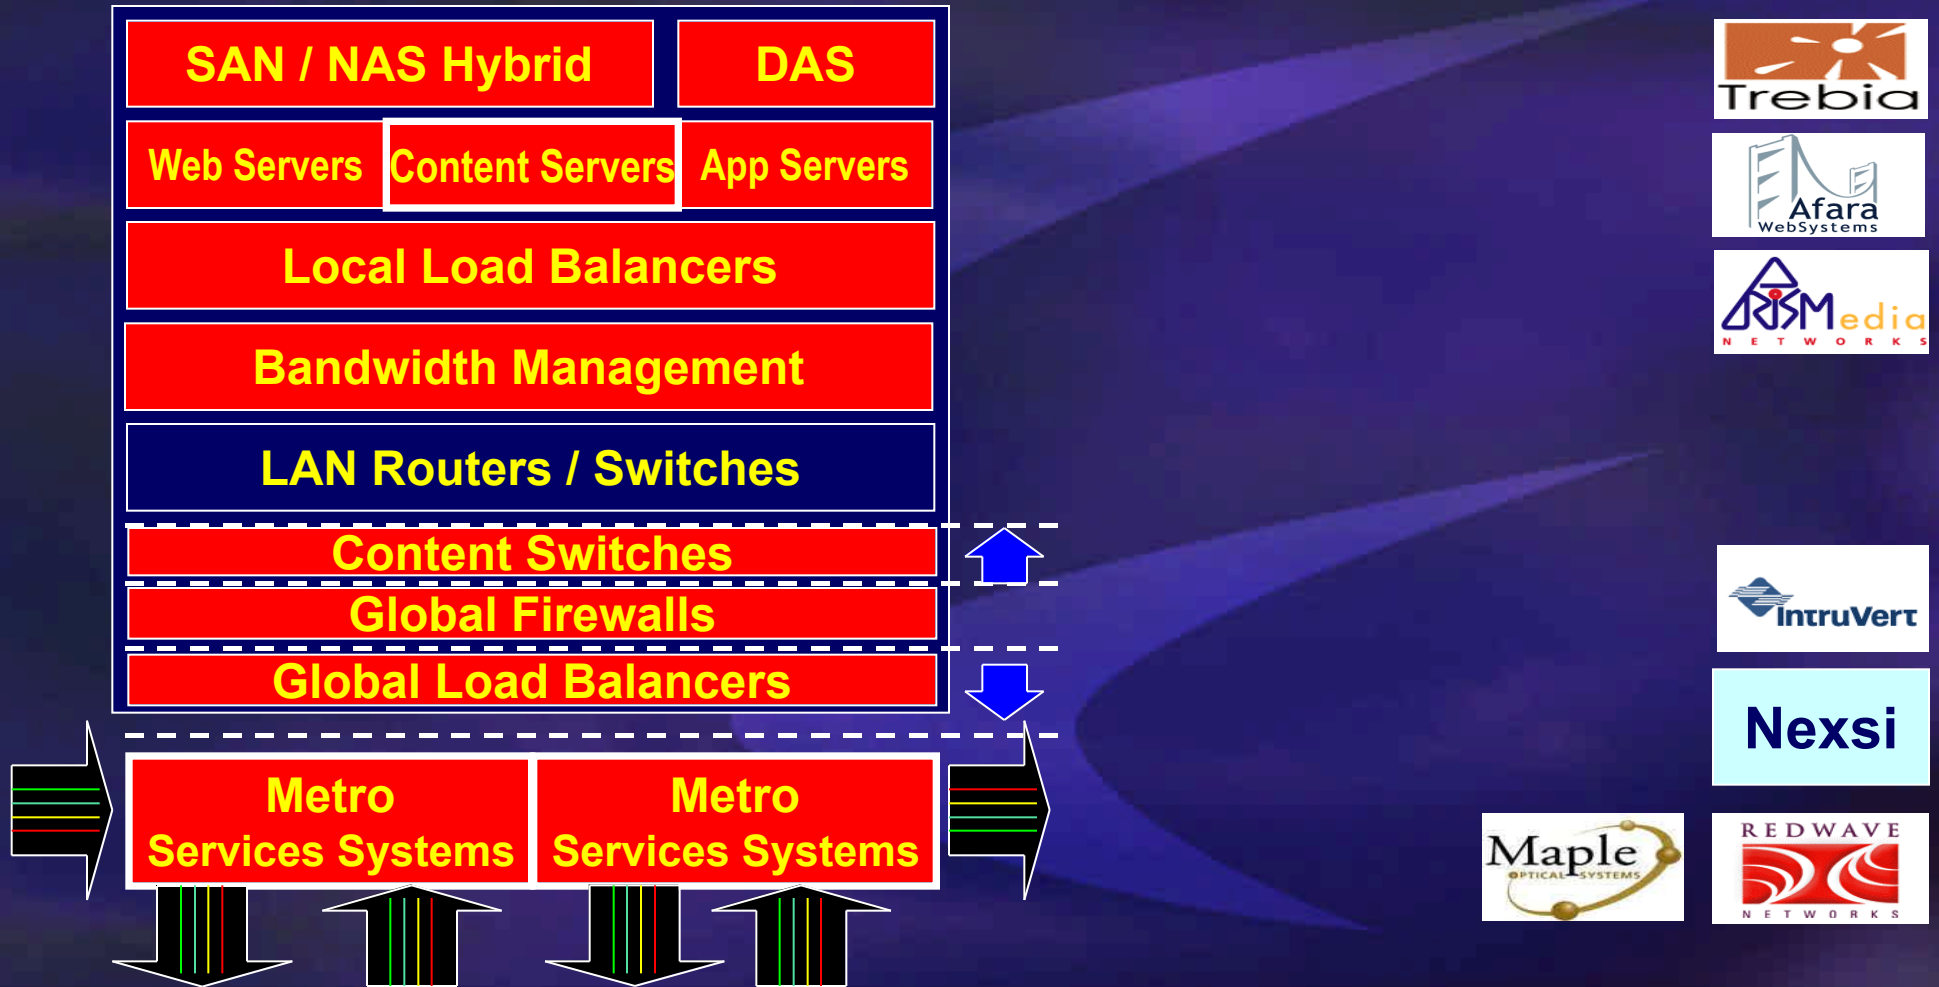 SAN / NAS Hybrid
DAS
Web Servers
Content Servers
App Servers
Local Load Balancers
Bandwidth Management
LAN Routers / Switches
Content Switches
Global Firewalls
Global Load Balancers
Metro
Services Systems
Metro
Services Systems
Trebia
Afara
WebSystems
ARISMedia
NETWORKS
IntruVert
Nexsi
Maple
OPTICAL SYSTEMS
REDWAVE
NETWORKS